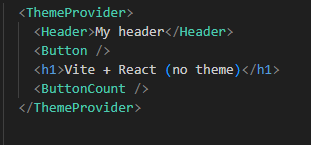 <ThemeProvider>
<Header>My header</Header>
<Button />
<h1>Vite + React (no theme)</h1>
<ButtonCount />
</ThemeProvider>